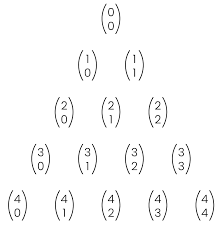 (0 0)
(1 0) (1 1)
(2 0) (2 1) (2 2)
(3 0) (3 1) (3 2) (3 3)
(4 0) (4 1) (4 2) (4 3) (4 4)